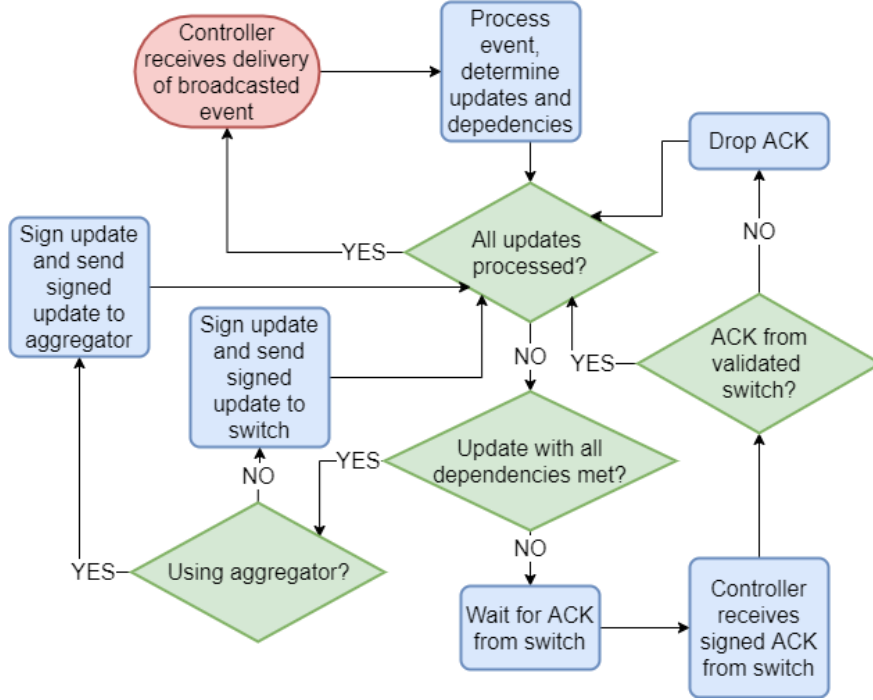 Controller
receives delivery
of broadcasted
event
Process
event,
determine
updates and
depedencies
Drop ACK
Sign update
and send
signed
update to
aggregator
YES
All updates
processed?
NO
Sign update
and send
signed
update to
switch
NO
YES
ACK from
validated
switch?
YES
Update with all
dependencies met?
NO
NO
YES
Using aggregator?
Wait for ACK
from switch
Controller
receives
signed ACK
from switch